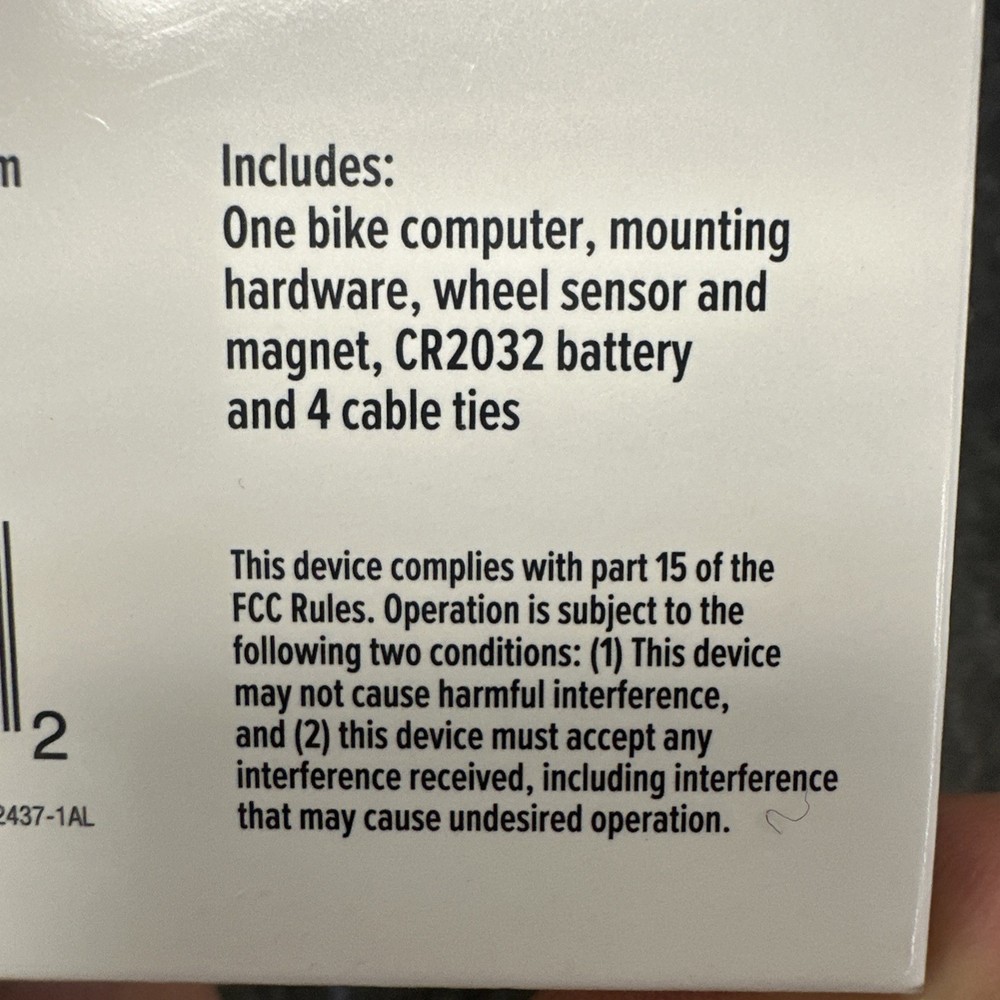 m
Includes:
One bike computer, mounting
hardware, wheel sensor and
magnet, CR2032 battery
and 4 cable ties
This device complies with part 15 of the
FCC Rules. Operation is subject to the
following two conditions: (1) This device
may not cause harmful interference,
and (2) this device must accept any
interference received, including interference
that may cause undesired operation.
2
2437-1AL